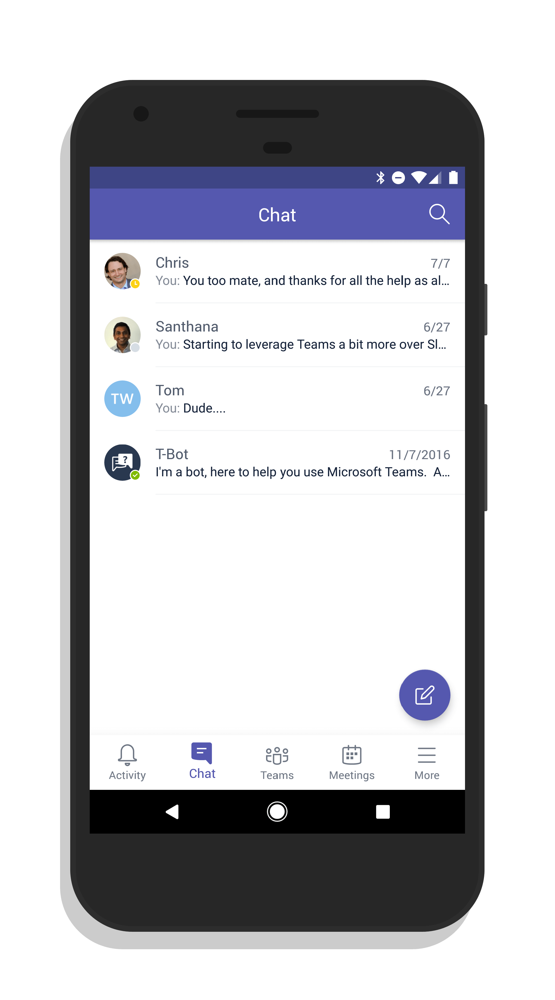 Chat
Chris 7/7
You: You too mate, and thanks for all the help as al...
Santhana 6/27
You: Starting to leverage Teams a bit more over Sl...
TW
Tom 6/27
You: Dude....
?
T-Bot 11/7/2016
I'm a bot, here to help you use Microsoft Teams.  A...
Activity Chat Teams Meetings More